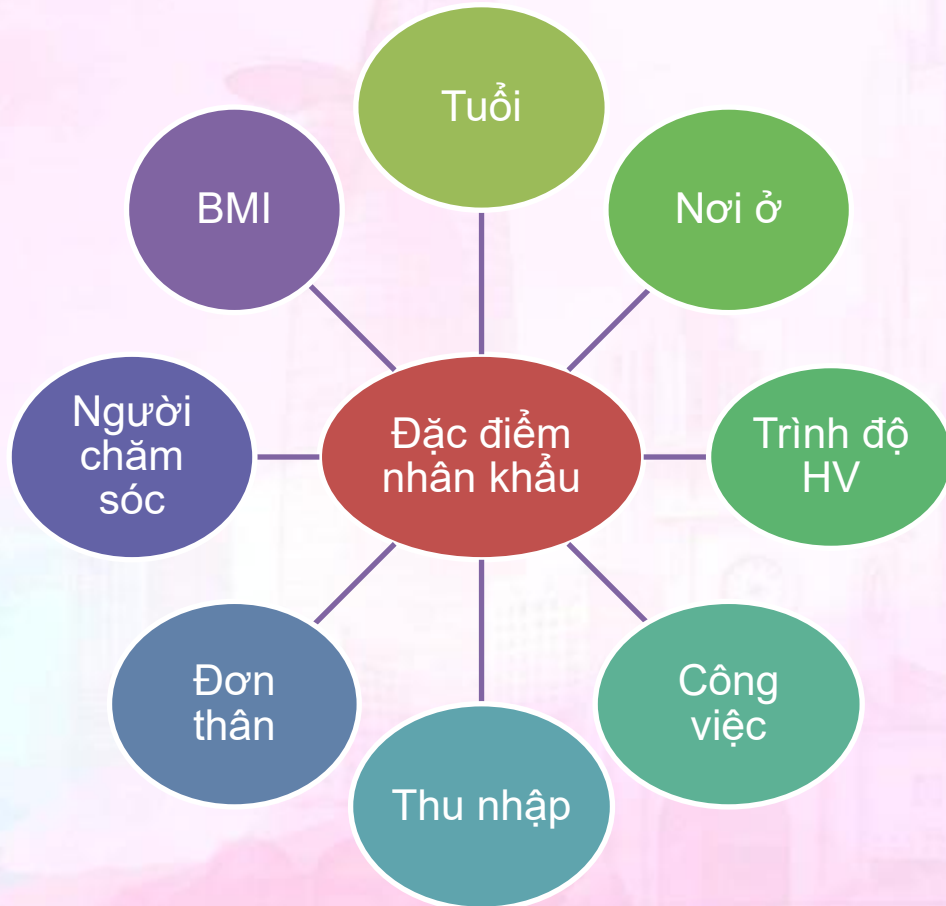 Tuổi
BMI
Nơi ở
Người
chăm
sóc
Đặc điểm
nhân khẩu
Trình độ
HV
Đơn
thân
Công
việc
Thu nhập